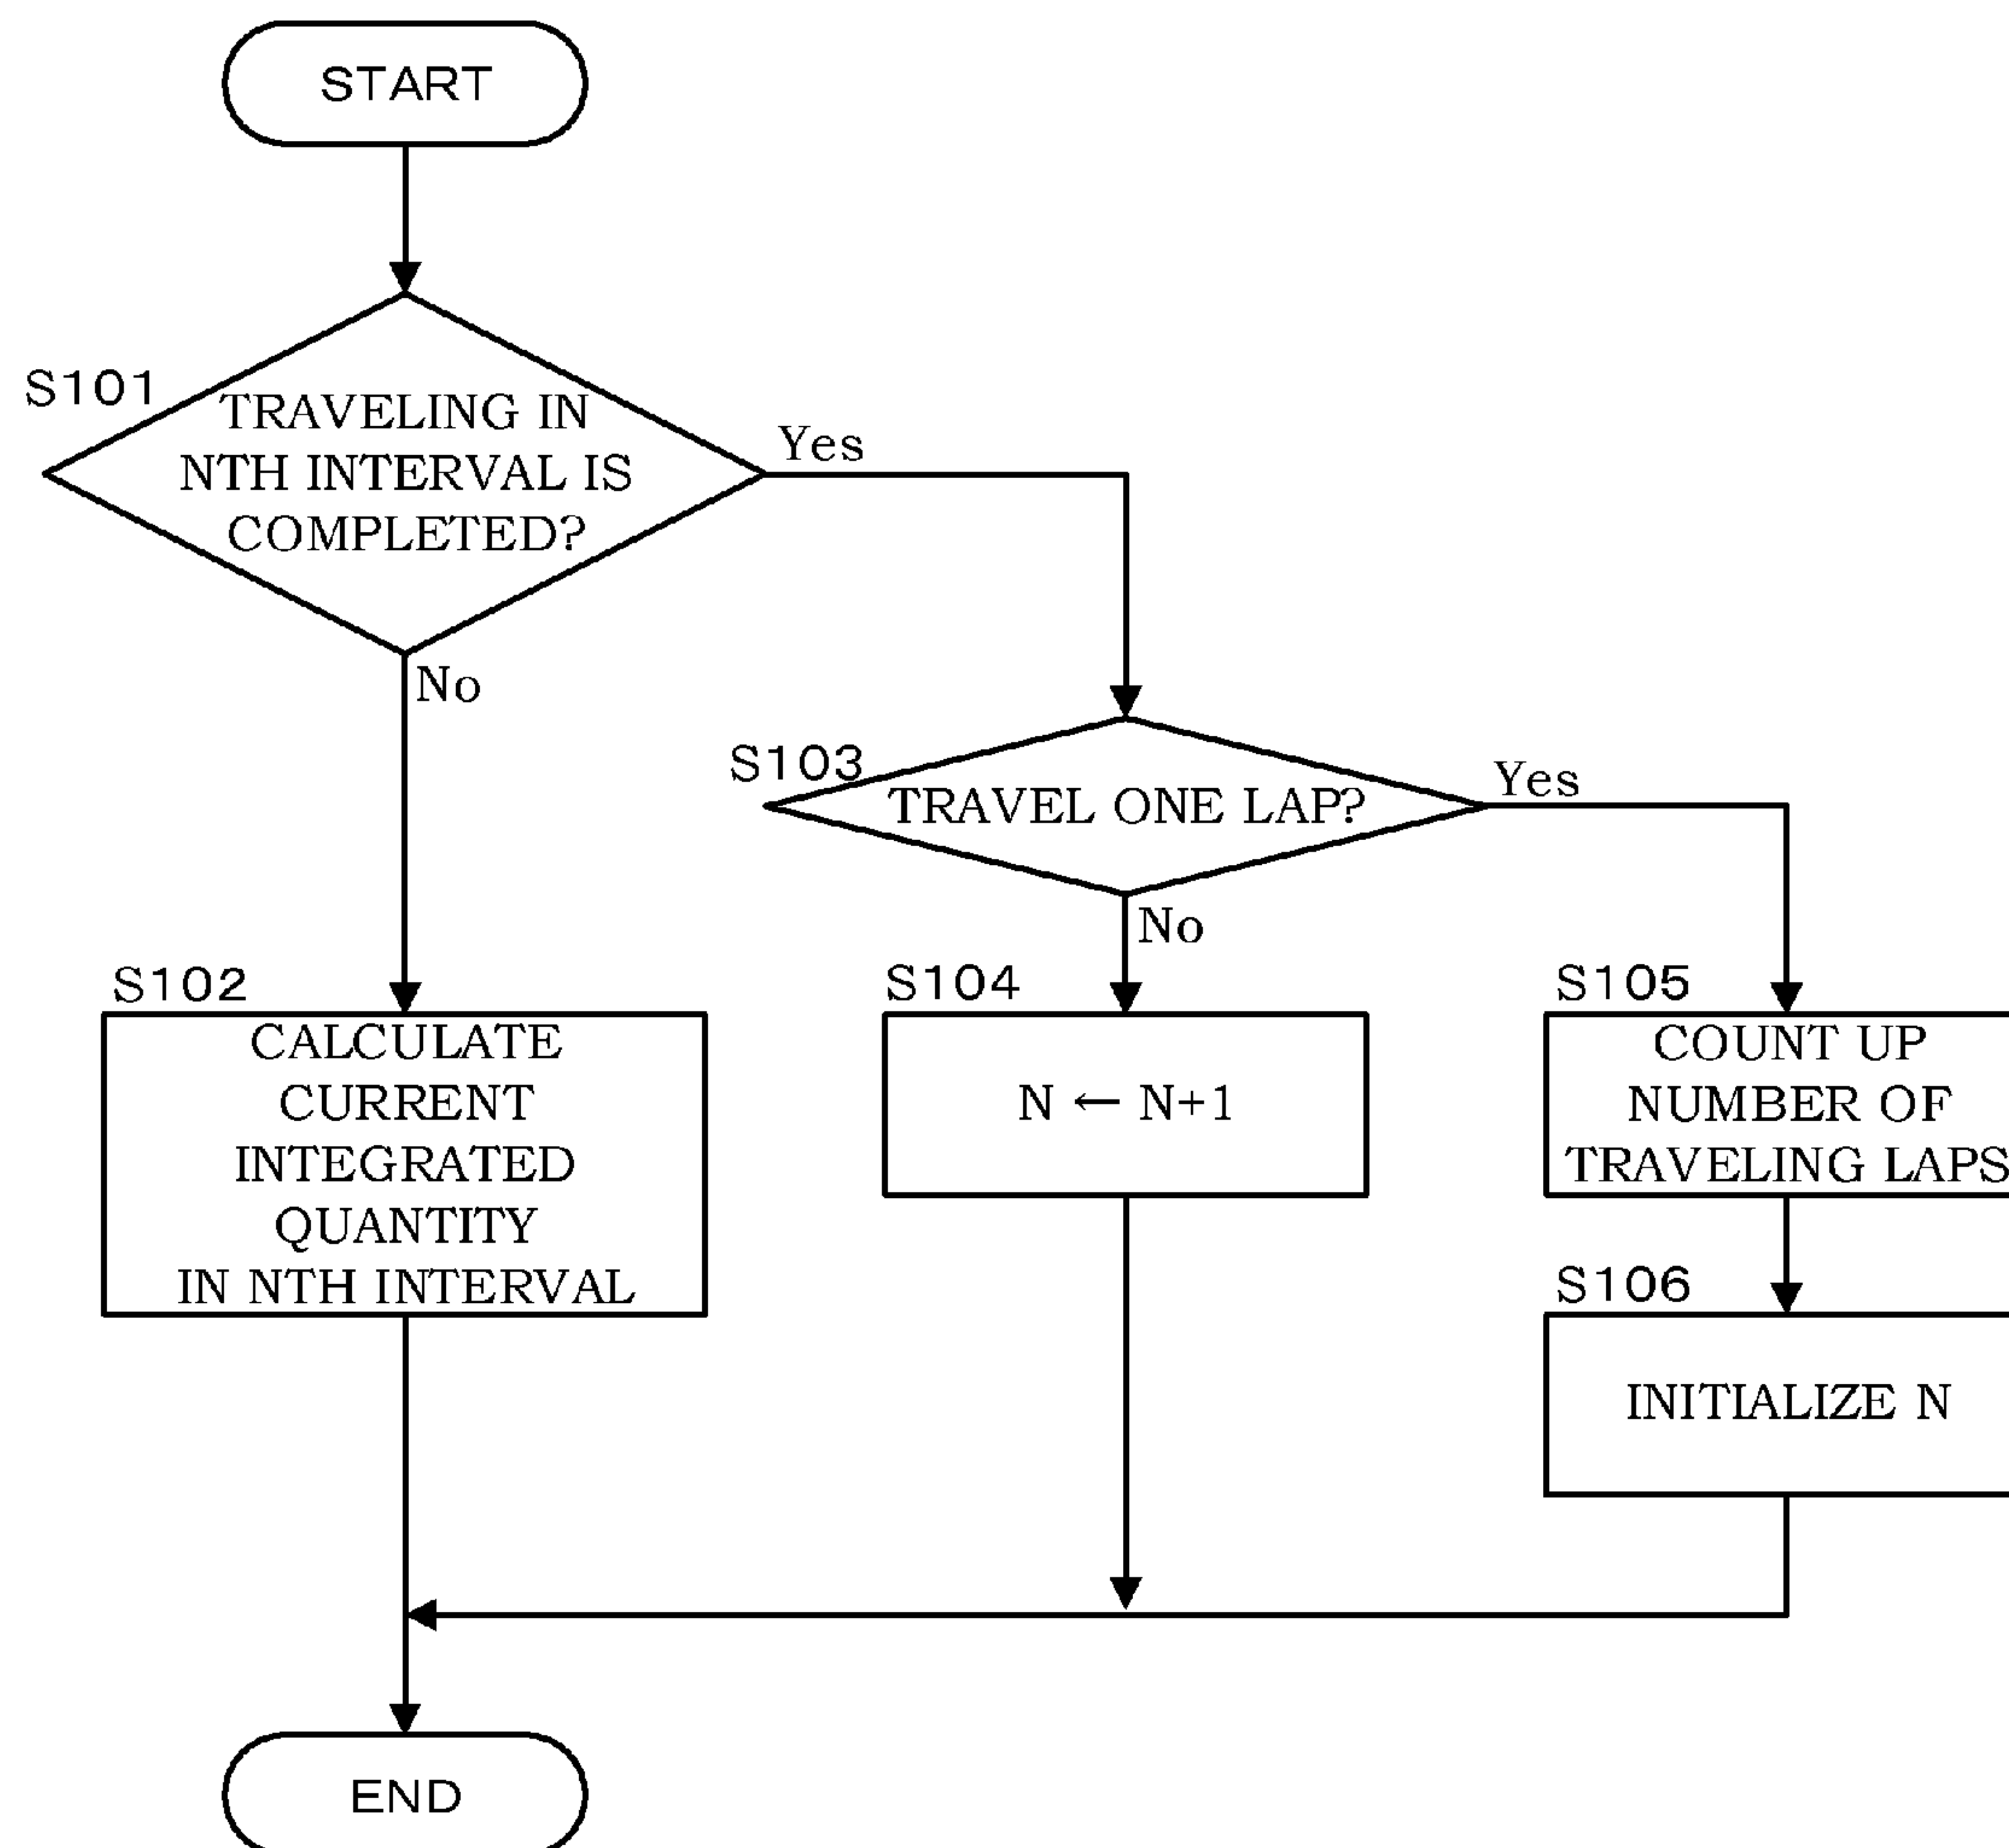 START
S101
TRAVELING IN
NTH INTERVAL IS
COMPLETED?
Yes
No
S103
TRAVEL ONE LAP?
Yes
No
S102
CALCULATE
CURRENT
INTEGRATED
QUANTITY
IN NTH INTERVAL
S104
N ← N+1
S105
COUNT UP
NUMBER OF
TRAVELING LAPS
S106
INITIALIZE N
END